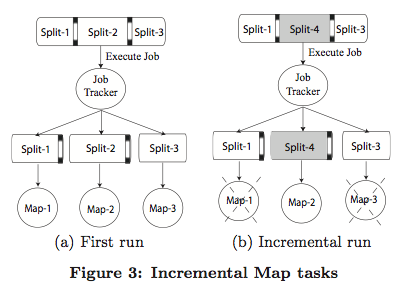 Split-1 Split-2 Split-3
Execute Job
Job
Tracker
Split-1 Split-2 Split-3
Map-1 Map-2 Map-3
(a) First run
Split-1 Split-4 Split-3
Execute Job
Job
Tracker
Split-1 Split-4 Split-3
Map-1 Map-2 Map-3
(b) Incremental run
Figure 3: Incremental Map tasks